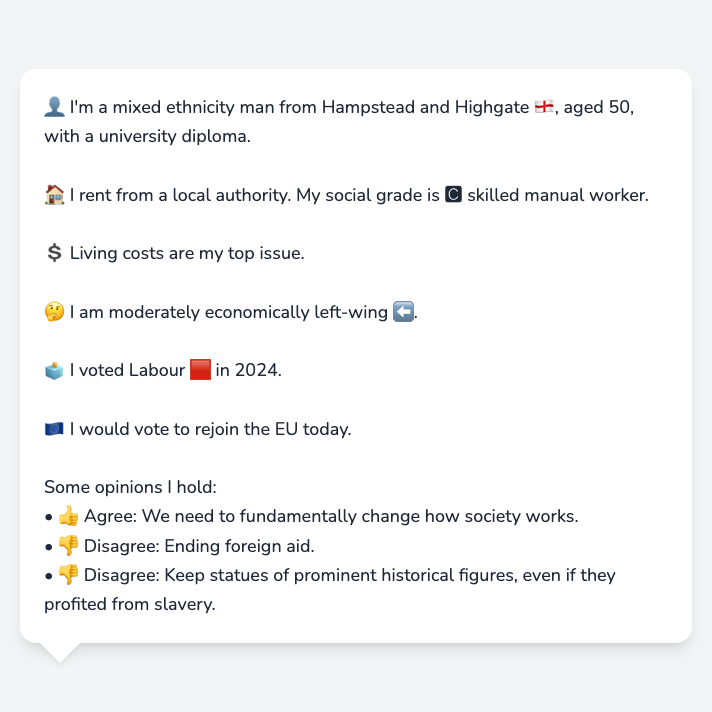 👤 I'm a mixed ethnicity man from Hampstead and Highgate 🏴󠁧󠁢󠁥󠁮󠁧󠁿, aged 50,
with a university diploma.
🏠 I rent from a local authority. My social grade is 🅲 skilled manual worker.
💲 Living costs are my top issue.
🤔 I am moderately economically left-wing ⬅️.
🗳️ I voted Labour 🟥 in 2024.
🇪🇺 I would vote to rejoin the EU today.
Some opinions I hold:
• 👍 Agree: We need to fundamentally change how society works.
• 👎 Disagree: Ending foreign aid.
• 👎 Disagree: Keep statues of prominent historical figures, even if they
profited from slavery.